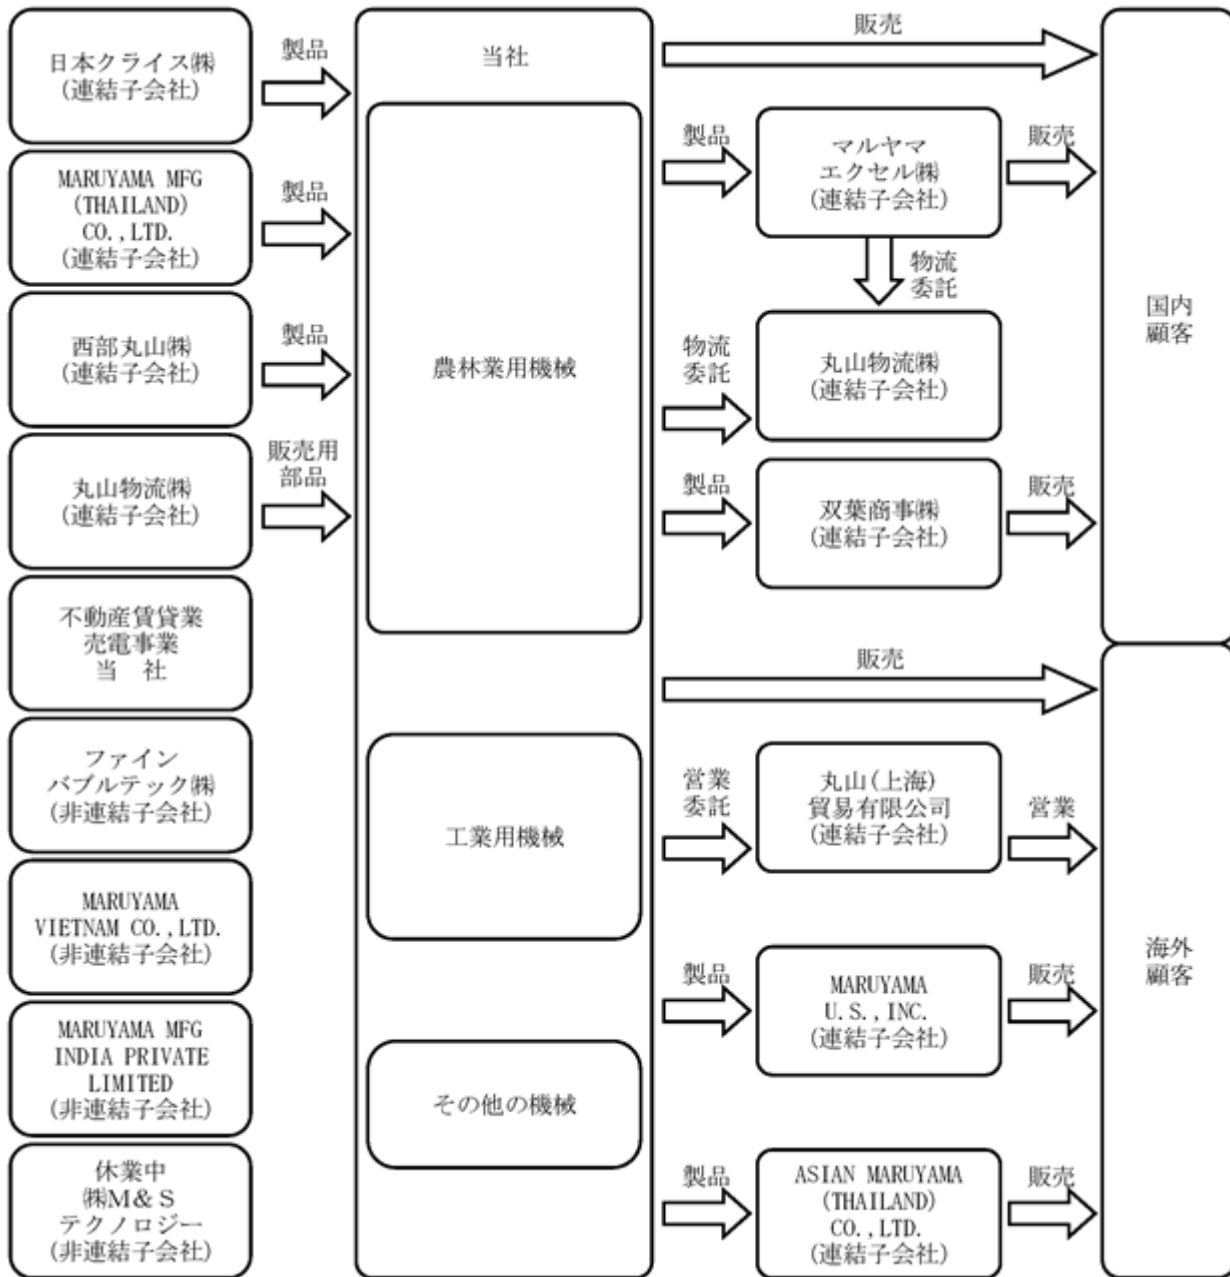 日本クライス㈱
(連結子会社)
製品
MARUYAMA MFG
(THAILAND)
CO.,LTD.
(連結子会社)
製品
西部丸山㈱
(連結子会社)
製品
丸山物流㈱
(連結子会社)
販売用
部品
不動産賃貸業
売電事業
当　社
ファイン
バブルテック㈱
(非連結子会社)
MARUYAMA
VIETNAM CO.,LTD.
(非連結子会社)
MARUYAMA MFG
INDIA PRIVATE
LIMITED
(非連結子会社)
休業中
㈱M&S
テクノロジー
(非連結子会社)
当社
農林業用機械
工業用機械
その他の機械
販売
製品
マルヤマ
エクセル㈱
(連結子会社)
販売
物流
委託
物流
委託
丸山物流㈱
(連結子会社)
製品
双葉商事㈱
(連結子会社)
販売
国内
顧客
販売
営業
委託
丸山(上海)
貿易有限公司
(連結子会社)
営業
製品
MARUYAMA
U.S.,INC.
(連結子会社)
販売
製品
ASIAN MARUYAMA
(THAILAND)
CO.,LTD.
(連結子会社)
販売
海外
顧客